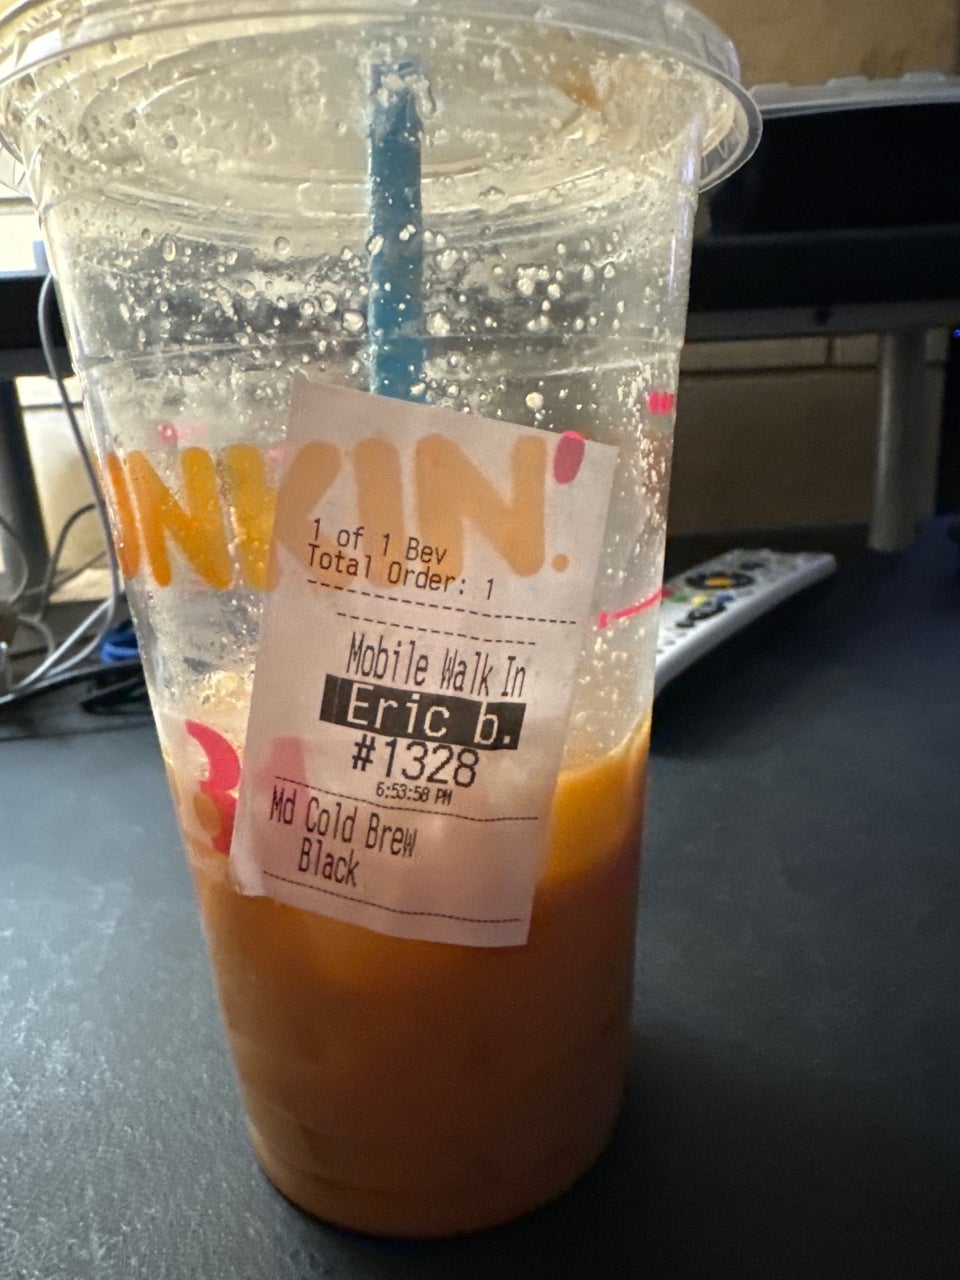 UNKIN'.
1 of 1 Bev
Total Order: 1
Mobile Walk In
Eric b.
#1328
6:53:58 PM
Md Cold Brew
Black